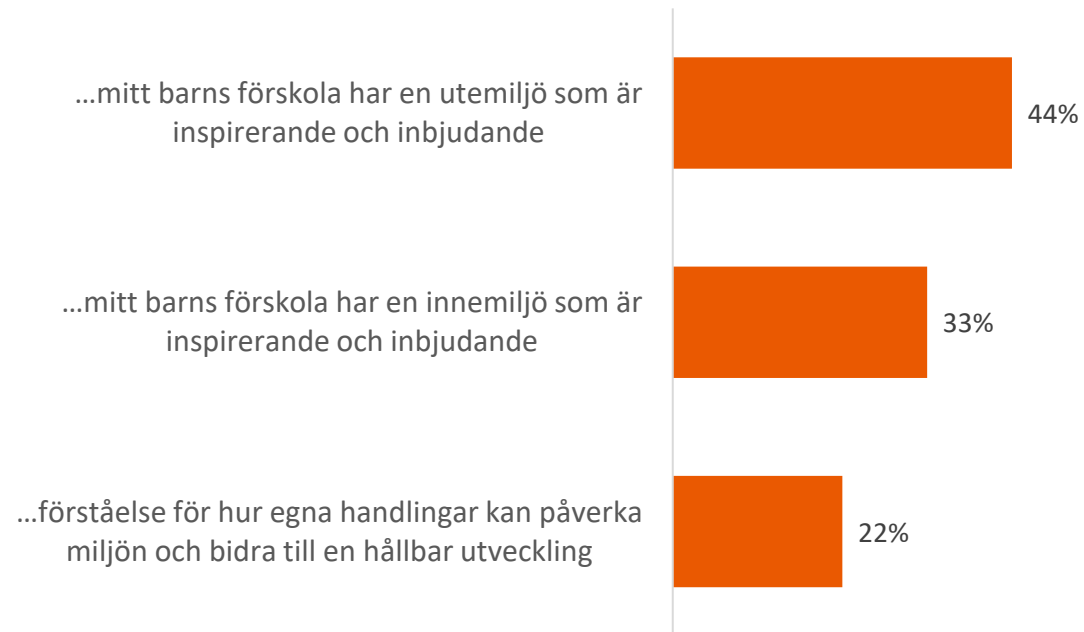 ...mitt barns förskola har en utemiljö som är
inspirerande och inbjudande
44%
...mitt barns förskola har en innemiljö som är
inspirerande och inbjudande
33%
...förståelse för hur egna handlingar kan påverka
miljön och bidra till en hållbar utveckling
22%